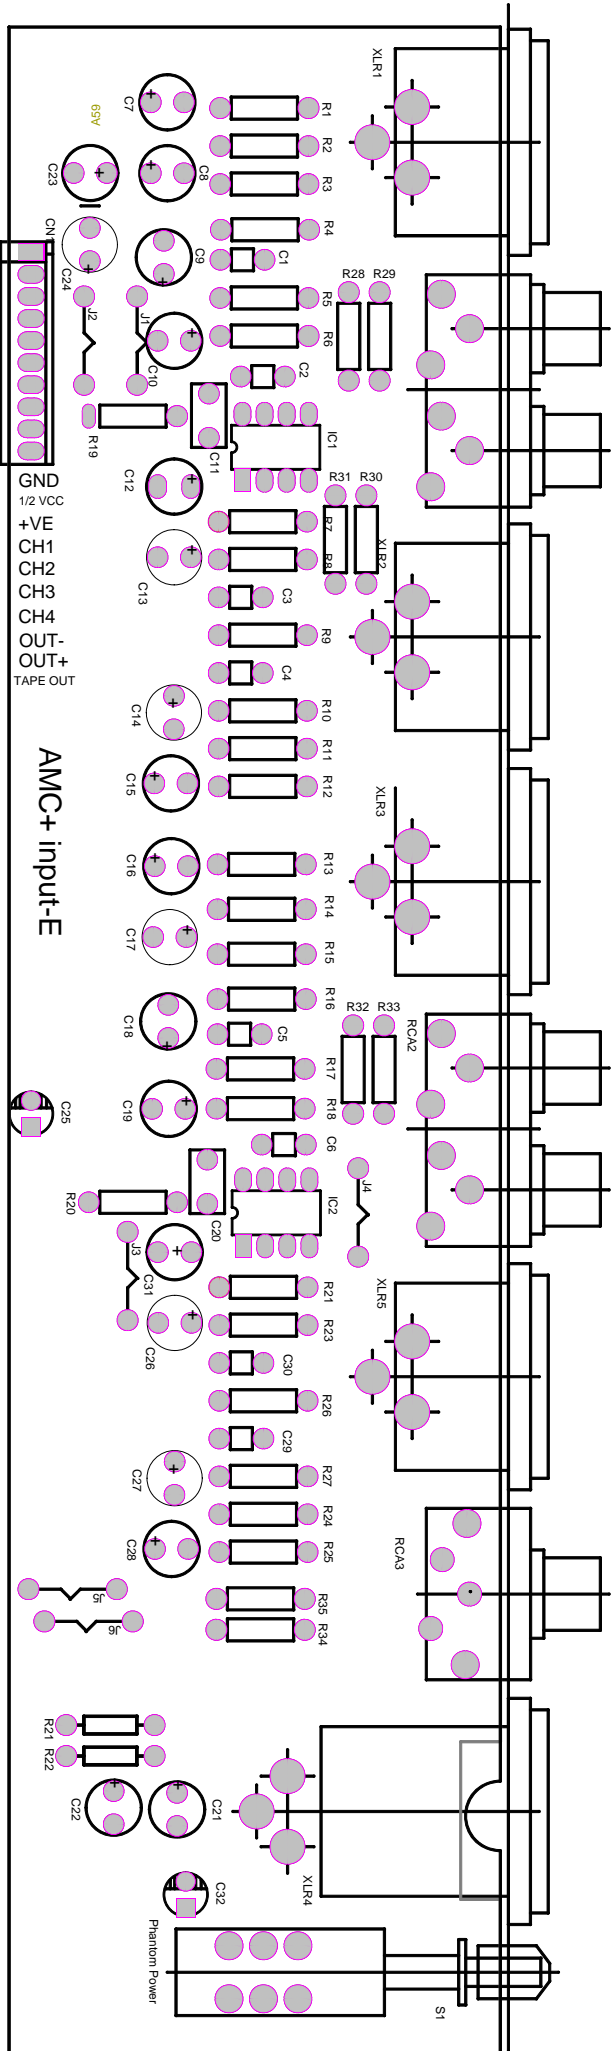 XLR1
C7
R1
A59
R2
C23
C8
R3
CN1
R4
C9
C1
C24
R28
R29
J2
J1
R5
R6
C10
C2
R19
C11
IC1
GND
1/2 VCC
+VE
CH1
CH2
CH3
CH4
OUT-
OUT+
TAPE OUT
C12
R31
R30
R7
C13
R8
XLR2
C3
R9
C4
C14
R10
R11
AMC+ input-E
C15
R12
XLR3
C16
R13
R14
C17
R15
R16
R32
R33
RCA2
C18
C5
R17
C25
C19
R18
C6
J4
R20
C20
IC2
J3
C31
R21
XLR5
C26
R23
C30
R26
C29
C27
R27
R24
C28
R25
RCA3
J5
J6
R35
R34
R21
R22
C22
C21
XLR4
C32
Phantom Power
S1